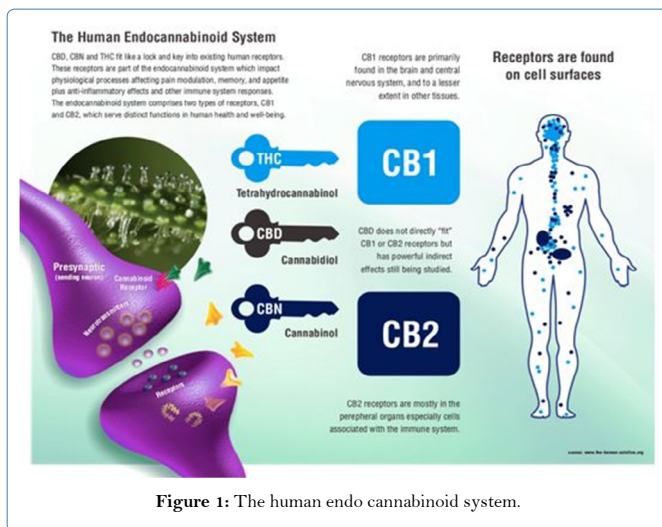 The Human Endocannabinoid System
CBD, CBN and THC fit like a lock and key into existing human receptors.
These receptors are part of the endocannabinoid system which impact
physiological processes affecting pain modulation, memory, and appetite
plus anti-inflammatory effects and other immune system responses.
The endocannabinoid system comprises two types of receptors, CB1
and CB2, which serve distinct functions in human health and well-being.
CB1 receptors are primarily
found in the brain and central
nervous system, and to a lesser
extent in other tissues.
Receptors are found
on cell surfaces
THC
Tetrahydrocannabinol
CB1
CBD
Cannabidiol
CBD does not directly "fit"
CB1 or CB2 receptors but
has powerful indirect
effects still being studied.
CBN
Cannabinol
CB2
CB2 receptors are mostly in the
perepheral organs especially cells
associated with the immune system.
Presynaptic
(sending neuron)
Cannabinoid
Receptor
Neurotransmitters
Receptors
source: www.the-human-solution.org
Figure 1: The human endo cannabinoid system.